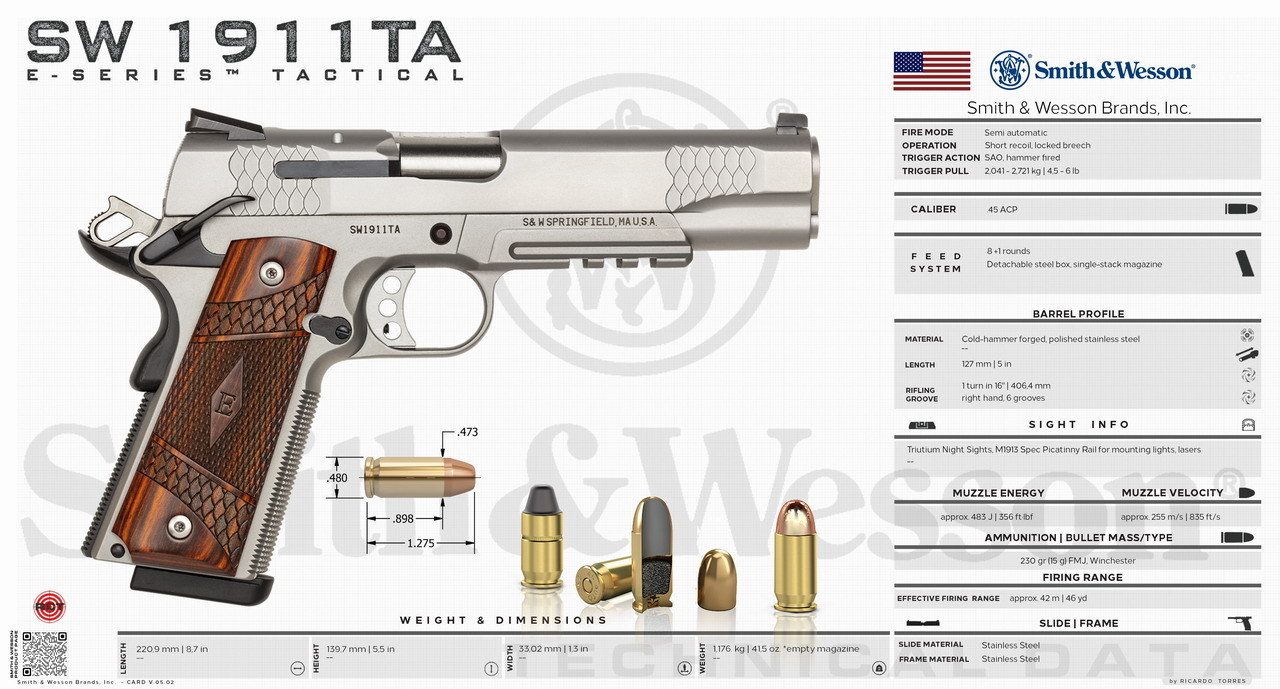 SW 1911TA
E-SERIES™ TACTICAL
Smith & Wesson®
Smith & Wesson Brands, Inc.
FIRE MODE Semi automatic
OPERATION Short recoil, locked breech
TRIGGER ACTION SAO, hammer fired
TRIGGER PULL 2,041 - 2,721 kg | 4,5 - 6 lb
CALIBER .45 ACP
FEED SYSTEM
8 +1 rounds
Detachable steel box, single-stack magazine
BARREL PROFILE
MATERIAL Cold-hammer forged, polished stainless steel
--
LENGTH 127 mm | 5 in
RIFLING GROOVE
1 turn in 16" | 406,4 mm
right hand, 6 grooves
SIGHT INFO
Triutium Night Sights, M1913 Spec Picatinny Rail for mounting lights, lasers
--
MUZZLE ENERGY MUZZLE VELOCITY
approx. 483 J | 356 ft lbf approx. 255 m/s | 835 ft/s
AMMUNITION | BULLET MASS/TYPE
230 gr (15 g) FMJ, Winchester
FIRING RANGE
EFFECTIVE FIRING RANGE approx. 42 m | 46 yd
SLIDE | FRAME
SLIDE MATERIAL Stainless Steel
FRAME MATERIAL Stainless Steel
SW1911TA
S&W SPRINGFIELD, MA U.S.A.
E
Smith & Wesson®
.473
.480
.898
1.275
WEIGHT & DIMENSIONS
LENGTH 220.9 mm | 8,7 in
--
HEIGHT 139.7 mm | 5,5 in
--
WIDTH 33.02 mm | 1.3 in
--
WEIGHT 1,176. kg | 41.5 oz. *empty magazine
--
TECHNICAL DATA
RDT
SMITH & WESSON
PRODUCT PAGE
Smith & Wesson Brands, Inc. - CARD V.05.02
by RICARDO TORRES